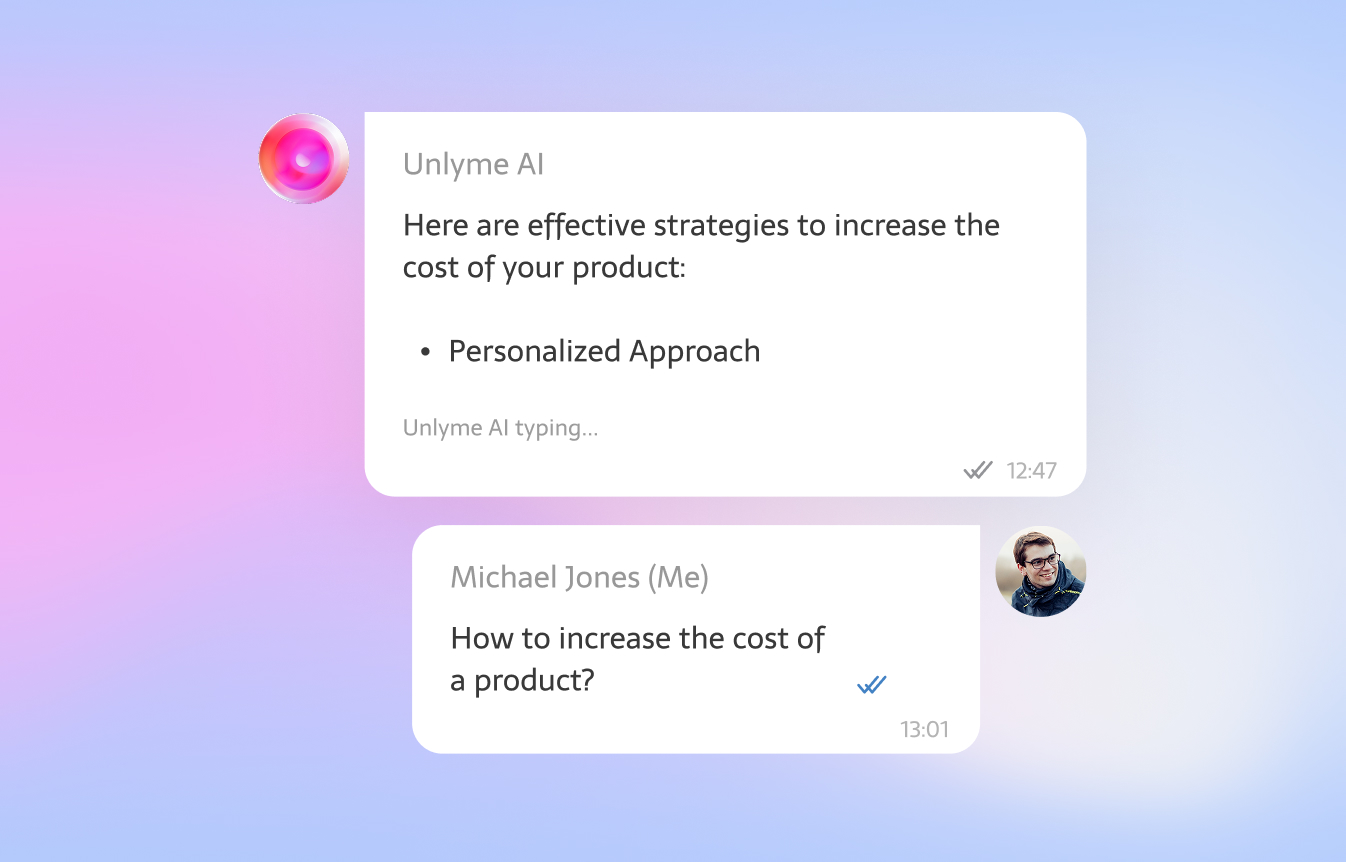 Unlyme AI
Here are effective strategies to increase the
cost of your product:
• Personalized Approach
Unlyme AI typing...
12:47
Michael Jones (Me)
How to increase the cost of
a product?
13:01